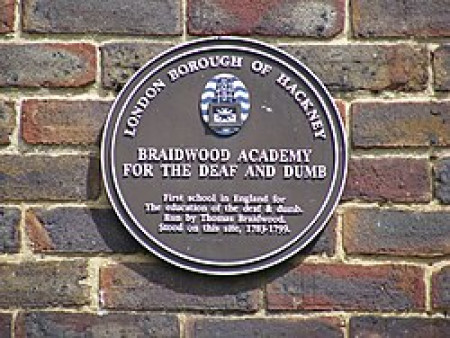 LONDON BOROUGH OF HACKNEY
BRAIDWOOD ACADEMY
FOR THE DEAF AND DUMB
First school in England for
The education of the deaf & dumb.
Run by Thomas Braidwood.
Stood on this site, 1783-1799.